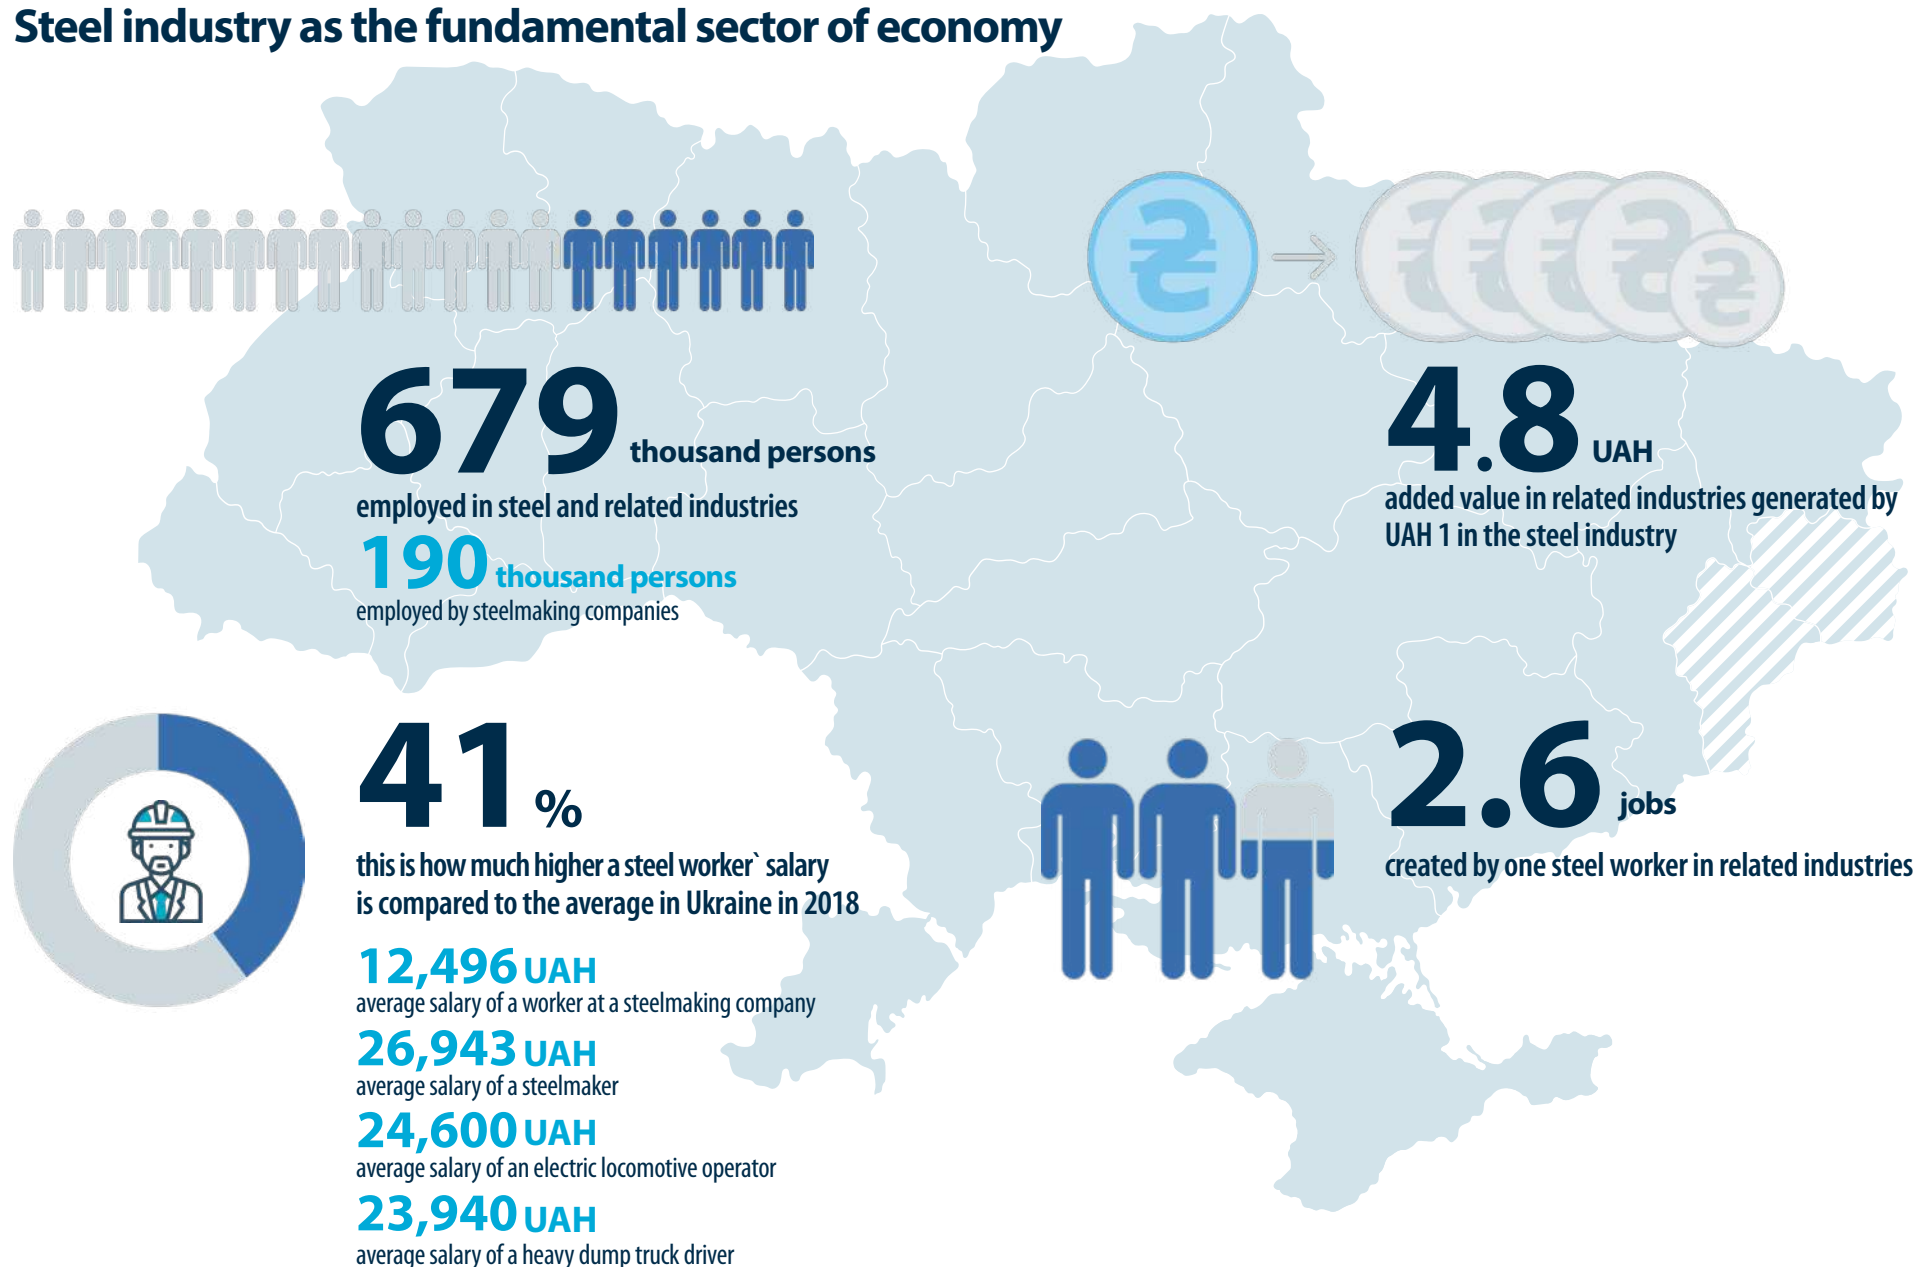 Steel industry as the fundamental sector of economy
679 thousand persons
employed in steel and related industries
190 thousand persons
employed by steelmaking companies
4.8 UAH
added value in related industries generated by
UAH 1 in the steel industry
41 %
this is how much higher a steel worker` salary
is compared to the average in Ukraine in 2018
12,496 UAH
average salary of a worker at a steelmaking company
26,943 UAH
average salary of a steelmaker
24,600 UAH
average salary of an electric locomotive operator
23,940 UAH
average salary of a heavy dump truck driver
2.6 jobs
created by one steel worker in related industries